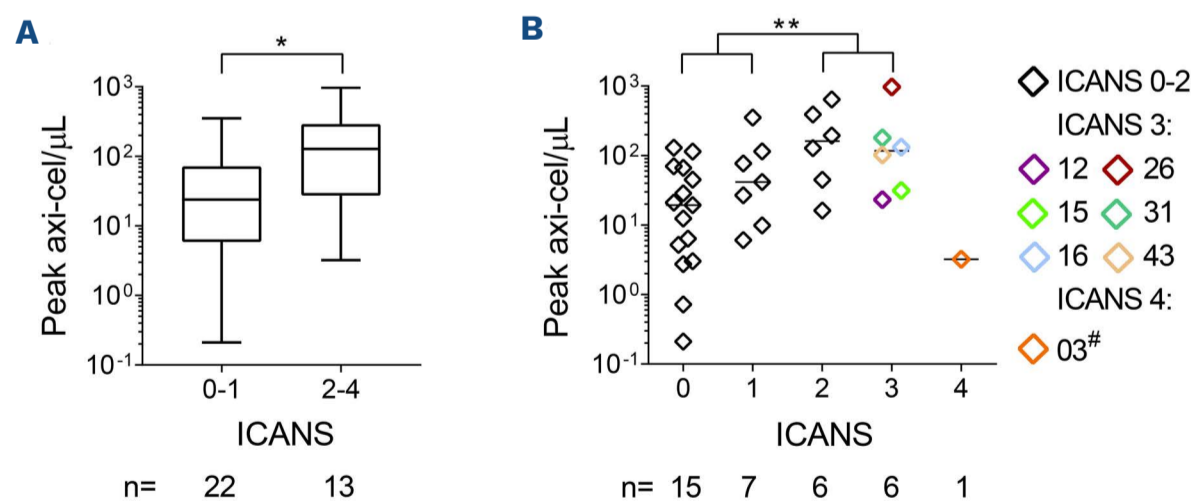 A
*
Peak axi-cel/μL
10³
10²
10¹
10⁰
10⁻¹
0-1 2-4
ICANS
n= 22 13
B
**
Peak axi-cel/μL
10³
10²
10¹
10⁰
10⁻¹
0 1 2 3 4
ICANS
n= 15 7 6 6 1
ICANS 0-2
ICANS 3:
12 26
15 31
16 43
ICANS 4:
03#